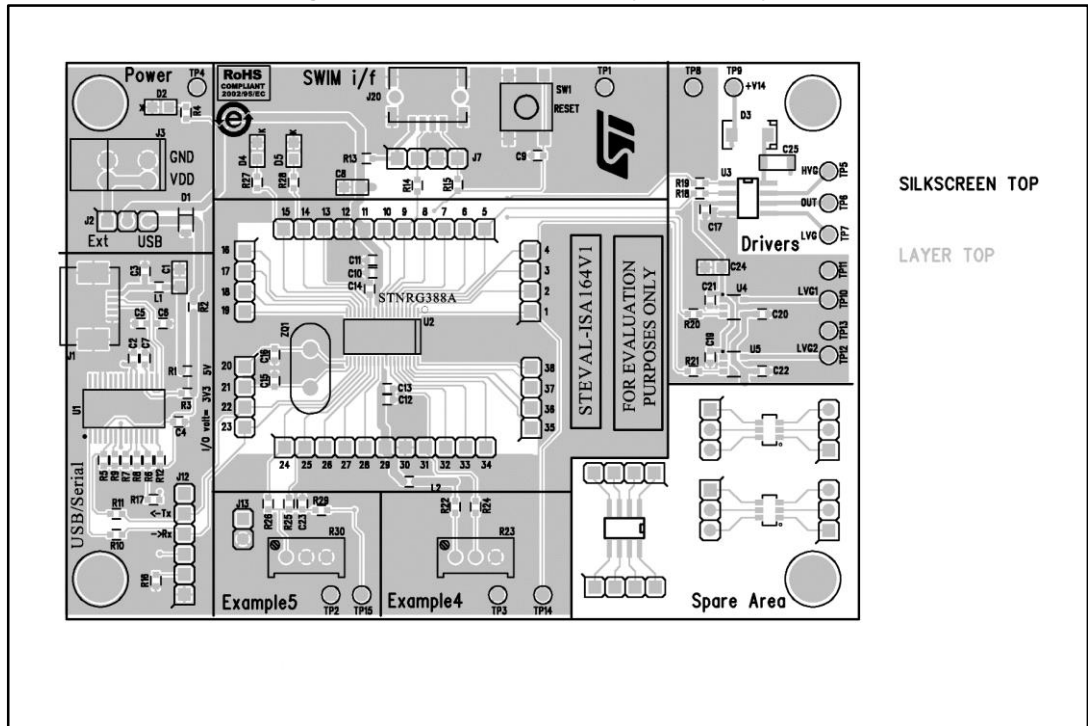 Power
TP4
RoHS
COMPLIANT
2002/95/EC
e
SWIM i/f
J20
SW1
RESET
TP1
TP8
TP9
+V14
D2
R4
J3
GND
VDD
D1
J2
Ext
USB
D4
D5
R27
R28
R13
C8
R14
R15
J7
C9
ST
D3
C25
U3
R19
R18
C17
HVG
TP5
OUT
TP6
LVG
TP7
Drivers
SILKSCREEN TOP
LAYER TOP
15 14 13 12 11 10 9 8 7 6 5
16
17
18
19
4
3
2
1
C11
C10
C14
STNRG388A
U2
ZQ1
C16
C15
C13
C12
20
21
22
23
38
37
36
35
24 25 26 27 28 29 30 31 32 33 34
L2
STEVAL-ISA164V1
FOR EVALUATION
PURPOSES ONLY
C24
TP11
C21
U4
LVG1
TP10
R20
C20
TP13
C19
U5
LVG2
TP12
R21
C22
C3
C1
L1
R2
C5
C6
J1
C2
C7
R1
R3
I/O volt= 3V3 5V
U1
C4
R5
R9
R7
R8
R6
R12
USB/Serial
R17
J12
R11
<-Tx
->Rx
R10
R16
J13
R26
R25
C23
R29
R30
Example5
TP2
TP15
R22
R24
R23
Example4
TP3
TP14
Spare Area